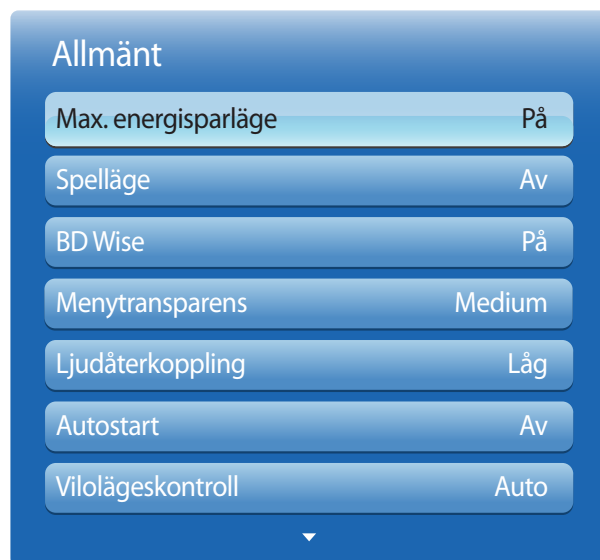 Allmänt
Max. energisparläge På
Spelläge Av
BD Wise På
Menytransparens Medium
Ljudåterkoppling Låg
Autostart Av
Vilolägeskontroll Auto